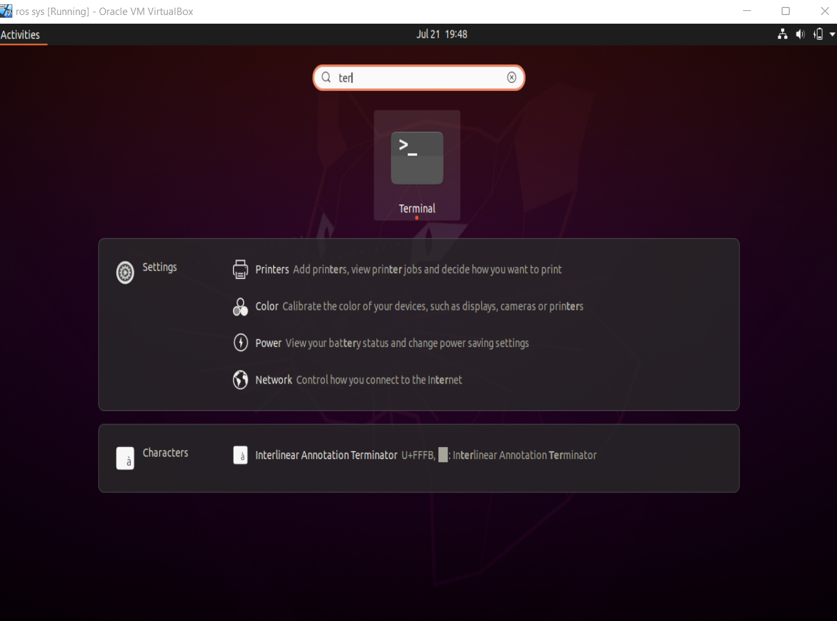 ros sys [Running] - Oracle VM VirtualBox
Activities
Jul 21 19:48
ter
>_
Terminal
Settings
Printers Add printers, view printer jobs and decide how you want to print
Color Calibrate the color of your devices, such as displays, cameras or printers
Power View your battery status and change power saving settings
Network Control how you connect to the Internet
Characters
à
à
Interlinear Annotation Terminator U+FFFB, : Interlinear Annotation Terminator